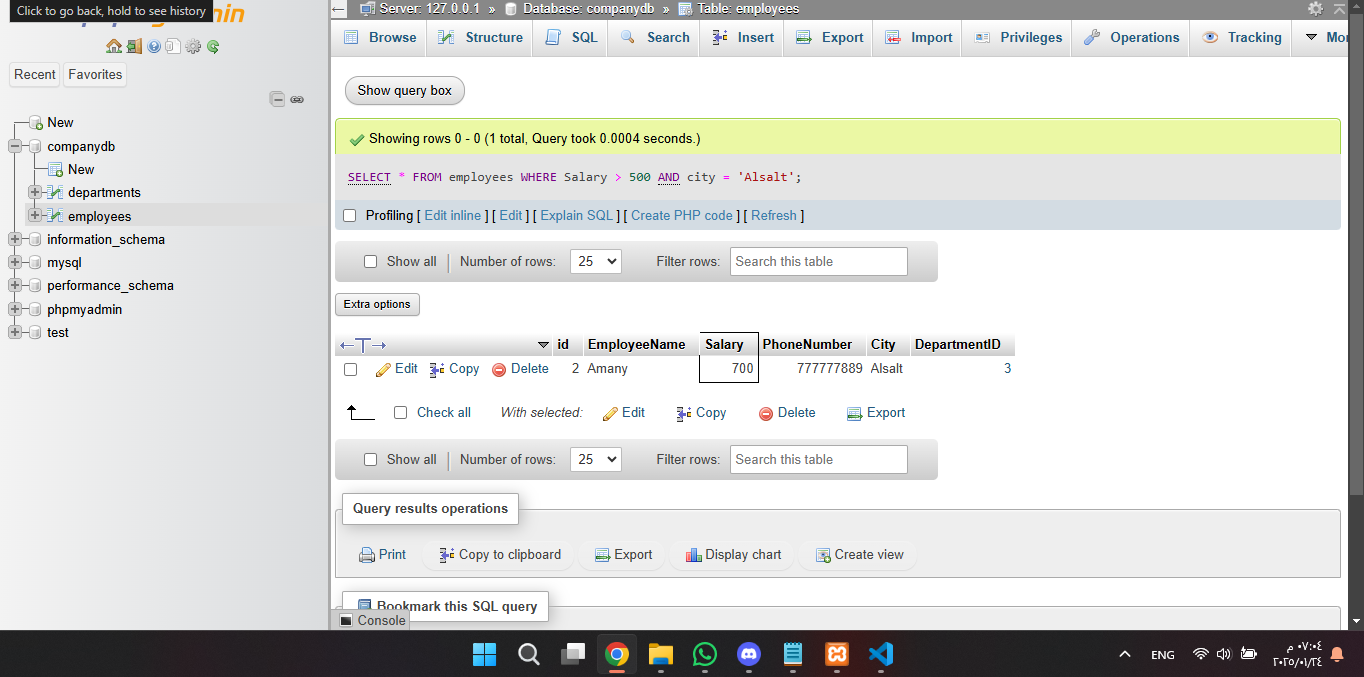 Click to go back, hold to see history
Recent Favorites
New
companydb
New
departments
employees
information_schema
mysql
performance_schema
phpmyadmin
test
Server: 127.0.0.1 » Database: companydb » Table: employees
Browse Structure SQL Search Insert Export Import Privileges Operations Tracking
Show query box
Showing rows 0 - 0 (1 total, Query took 0.0004 seconds.)
SELECT * FROM employees WHERE Salary > 500 AND city = 'Alsalt';
Profiling [ Edit inline ] [ Edit ] [ Explain SQL ] [ Create PHP code ] [ Refresh ]
Show all Number of rows: 25 Filter rows: Search this table
Extra options
←T→ id EmployeeName Salary PhoneNumber City DepartmentID
Edit Copy Delete 2 Amany 700 777777889 Alsalt 3
Check all With selected: Edit Copy Delete Export
Show all Number of rows: 25 Filter rows: Search this table
Query results operations
Print Copy to clipboard Export Display chart Create view
Bookmark this SQL query
Console
ENG
٠٧:٠٤ م
٢٠٢٥/٠١/٢٤